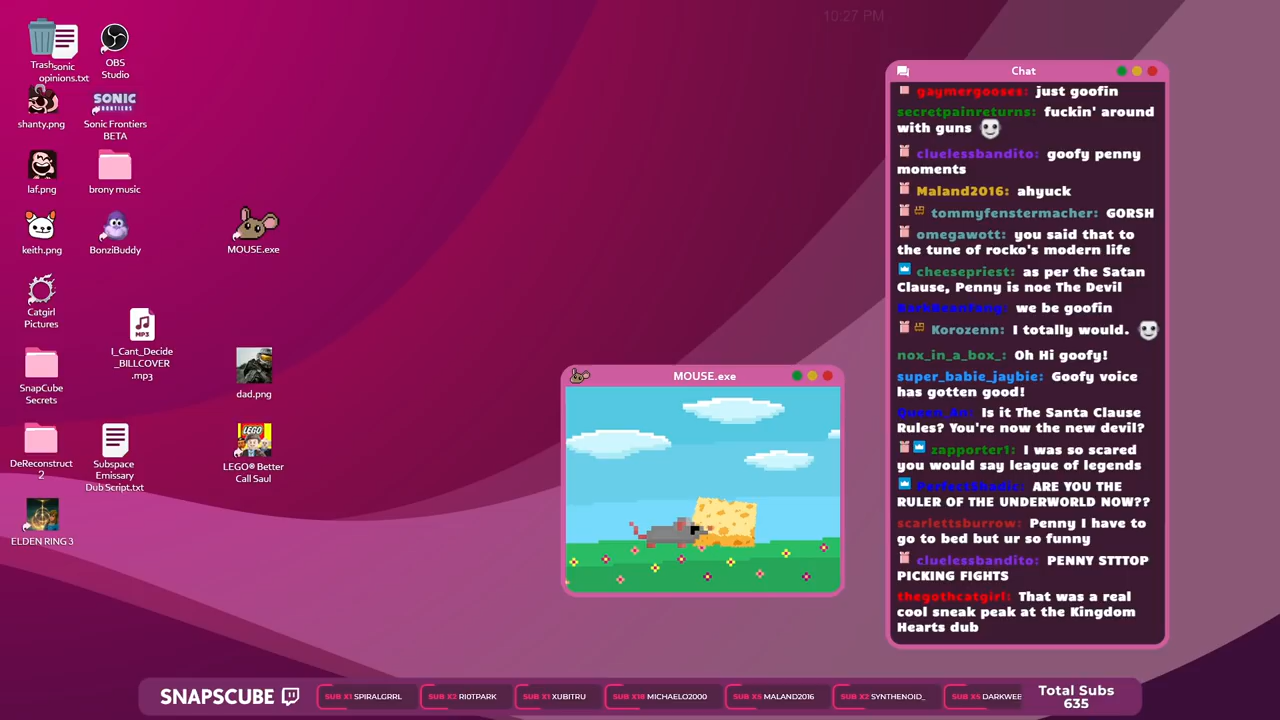 10:27 PM
Trash
sonic
opinions.txt
OBS
Studio
shanty.png
SONIC
FRONTIERS
Sonic Frontiers
BETA
laf.png
brony music
keith.png
BonziBuddy
MOUSE.exe
Catgirl
Pictures
MP3
I_Cant_Decide
_BILLCOVER
.mp3
SnapCube
Secrets
dad.png
DeReconstruct
2
Subspace
Emissary
Dub Script.txt
LEGO
LEGO® Better
Call Saul
ELDEN RING 3
MOUSE.exe
Chat
gaymergooses: just goofin
secretpainreturns: fuckin' around
with guns
cluelessbandito: goofy penny
moments
Maland2016: ahyuck
tommyfenstermacher: GORSH
omegawott: you said that to
the tune of rocko's modern life
cheesepriest: as per the Satan
Clause, Penny is noe The Devil
we be goofin
Korozenn: I totally would.
nox_in_a_box_: Oh Hi goofy!
super_babie_jaybie: Goofy voice
has gotten good!
Is it The Santa Clause
Rules? You're now the new devil?
zapporter1: I was so scared
you would say league of legends
ARE YOU THE
RULER OF THE UNDERWORLD NOW??
scarlettsburrow: Penny I have to
go to bed but ur so funny
cluelessbandito: PENNY STTTOP
PICKING FIGHTS
thegothcatgirl: That was a real
cool sneak peak at the Kingdom
Hearts dub
SNAPSCUBE
SUB X1 SPIRALGRRL
SUB X2 RI0TPARK
SUB X1 XUBITRU
SUB X18 MICHAELO2000
SUB X5 MALAND2016
SUB X2 SYNTHENOID_
SUB X5 DARKWEE
Total Subs
635